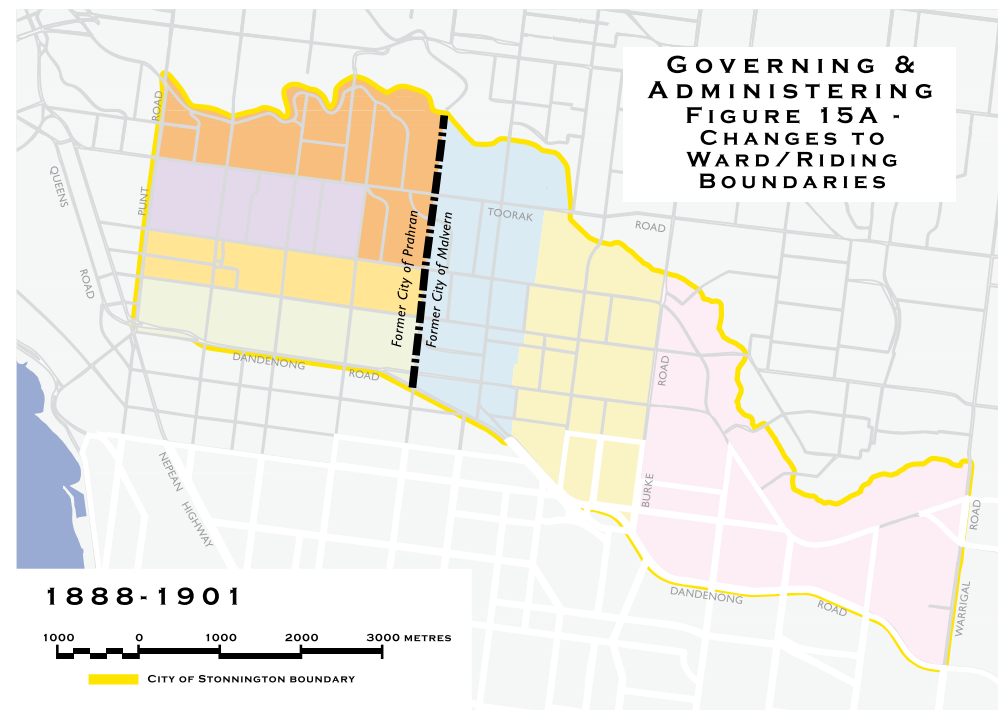 GOVERNING &
ADMINISTERING
FIGURE 15A -
CHANGES TO
WARD/RIDING
BOUNDARIES
ROAD
PUNT
QUEENS
ROAD
TOORAK
ROAD
Former City of Prahran
Former City of Malvern
DANDENONG
ROAD
ROAD
BURKE
NEPEAN
HIGHWAY
DANDENONG
ROAD
ROAD
WARRIGAL
1888-1901
1000 0 1000 2000 3000 METRES
CITY OF STONNINGTON BOUNDARY